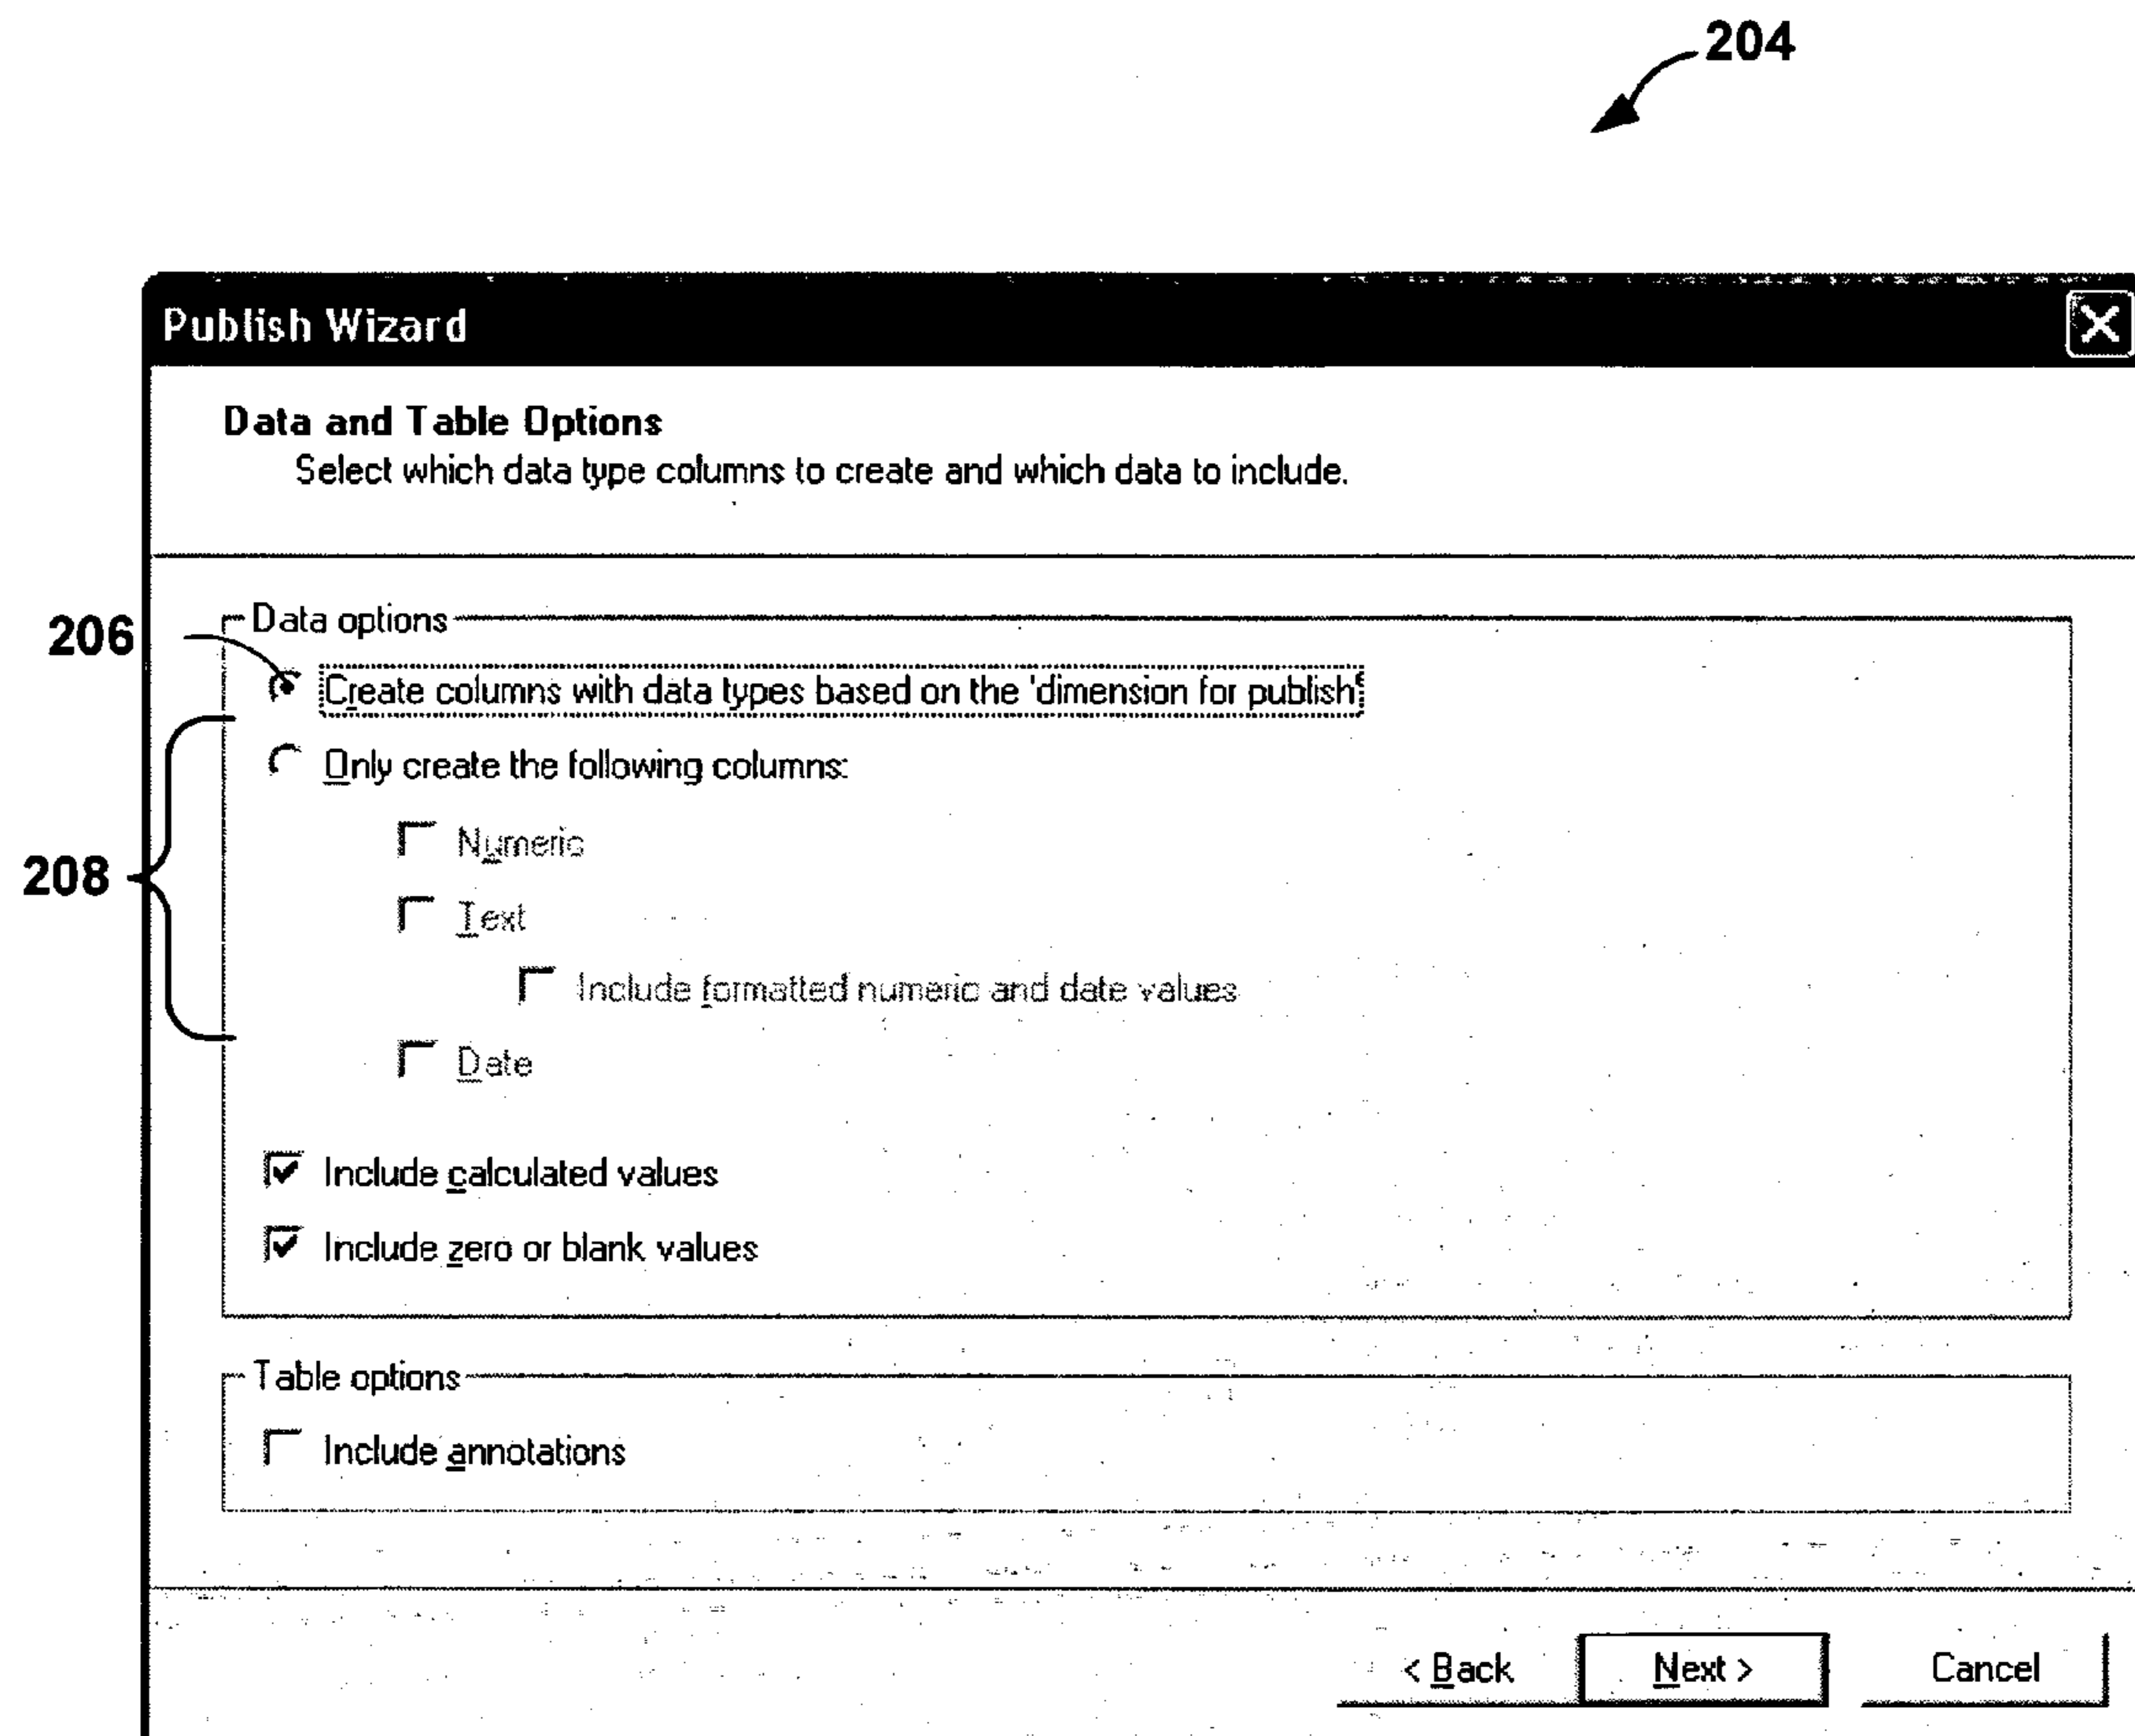 204
Publish Wizard
Data and Table Options
Select which data type columns to create and which data to include.
206
Data options
Create columns with data types based on the 'dimension for publish'
Only create the following columns:
Numeric
208
Text
Include formatted numeric and date values
Date
Include calculated values
Include zero or blank values
Table options
Include annotations
< Back
Next >
Cancel